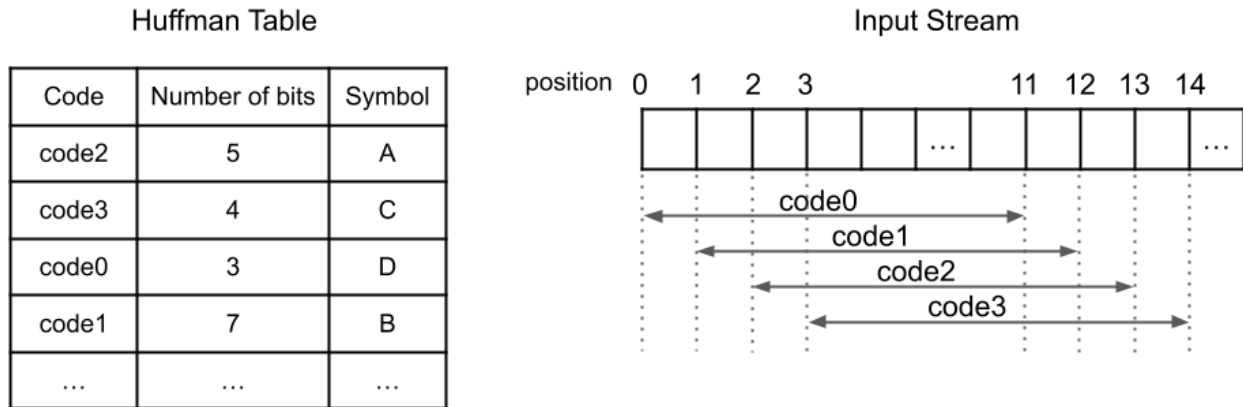 Huffman Table
Code Number of bits Symbol
code2 5 A
code3 4 C
code0 3 D
code1 7 B
... ... ...
Input Stream
position 0 1 2 3 11 12 13 14
... ...
code0
code1
code2
code3